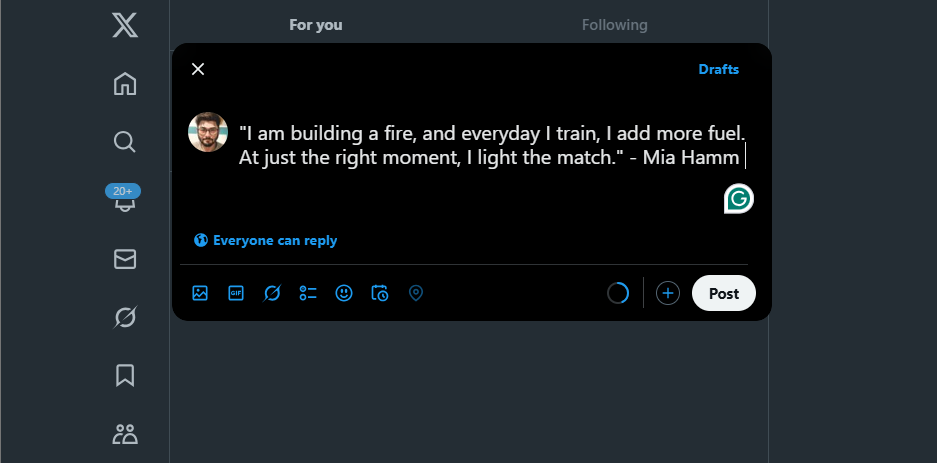 For you
Following
Drafts
"I am building a fire, and everyday I train, I add more fuel.
At just the right moment, I light the match." - Mia Hamm
20+
Everyone can reply
GIF
Post